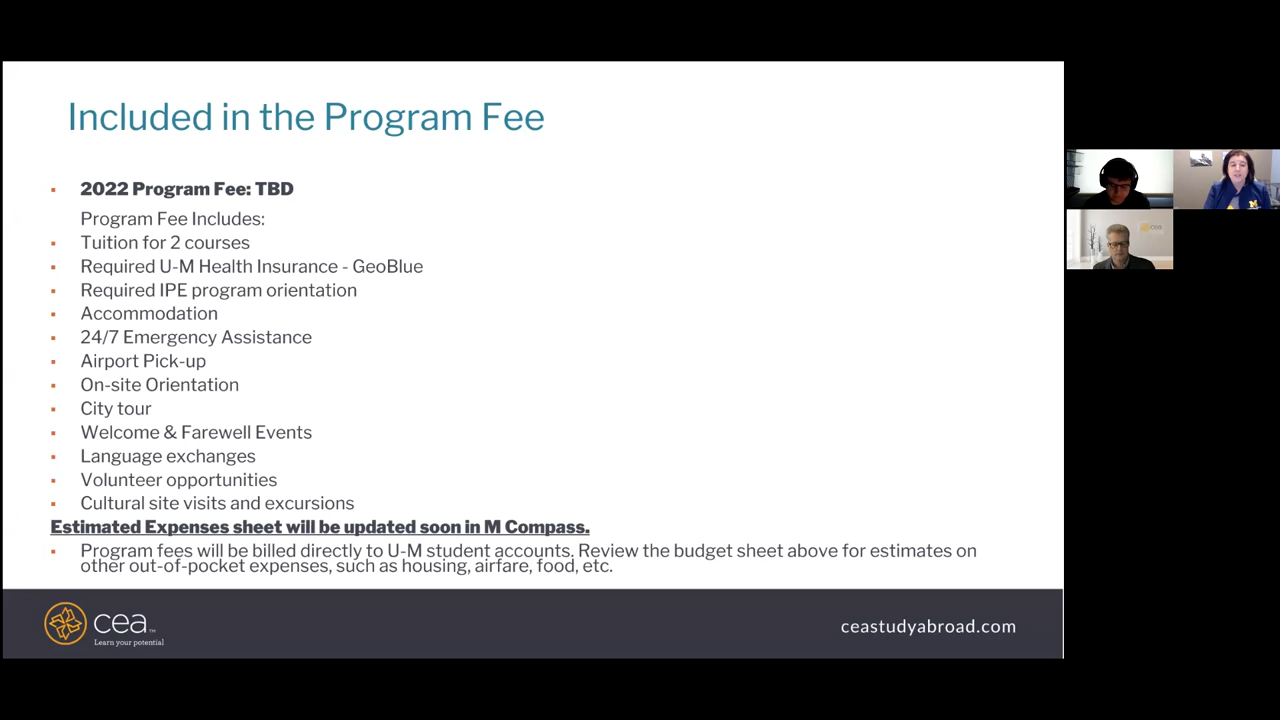 Included in the Program Fee
▪ 2022 Program Fee: TBD
Program Fee Includes:
▪ Tuition for 2 courses
▪ Required U-M Health Insurance - GeoBlue
▪ Required IPE program orientation
▪ Accommodation
▪ 24/7 Emergency Assistance
▪ Airport Pick-up
▪ On-site Orientation
▪ City tour
▪ Welcome & Farewell Events
▪ Language exchanges
▪ Volunteer opportunities
▪ Cultural site visits and excursions
Estimated Expenses sheet will be updated soon in M Compass.
▪ Program fees will be billed directly to U-M student accounts. Review the budget sheet above for estimates on
other out-of-pocket expenses, such as housing, airfare, food, etc.
cea™
Learn your potential
ceastudyabroad.com
M
cea